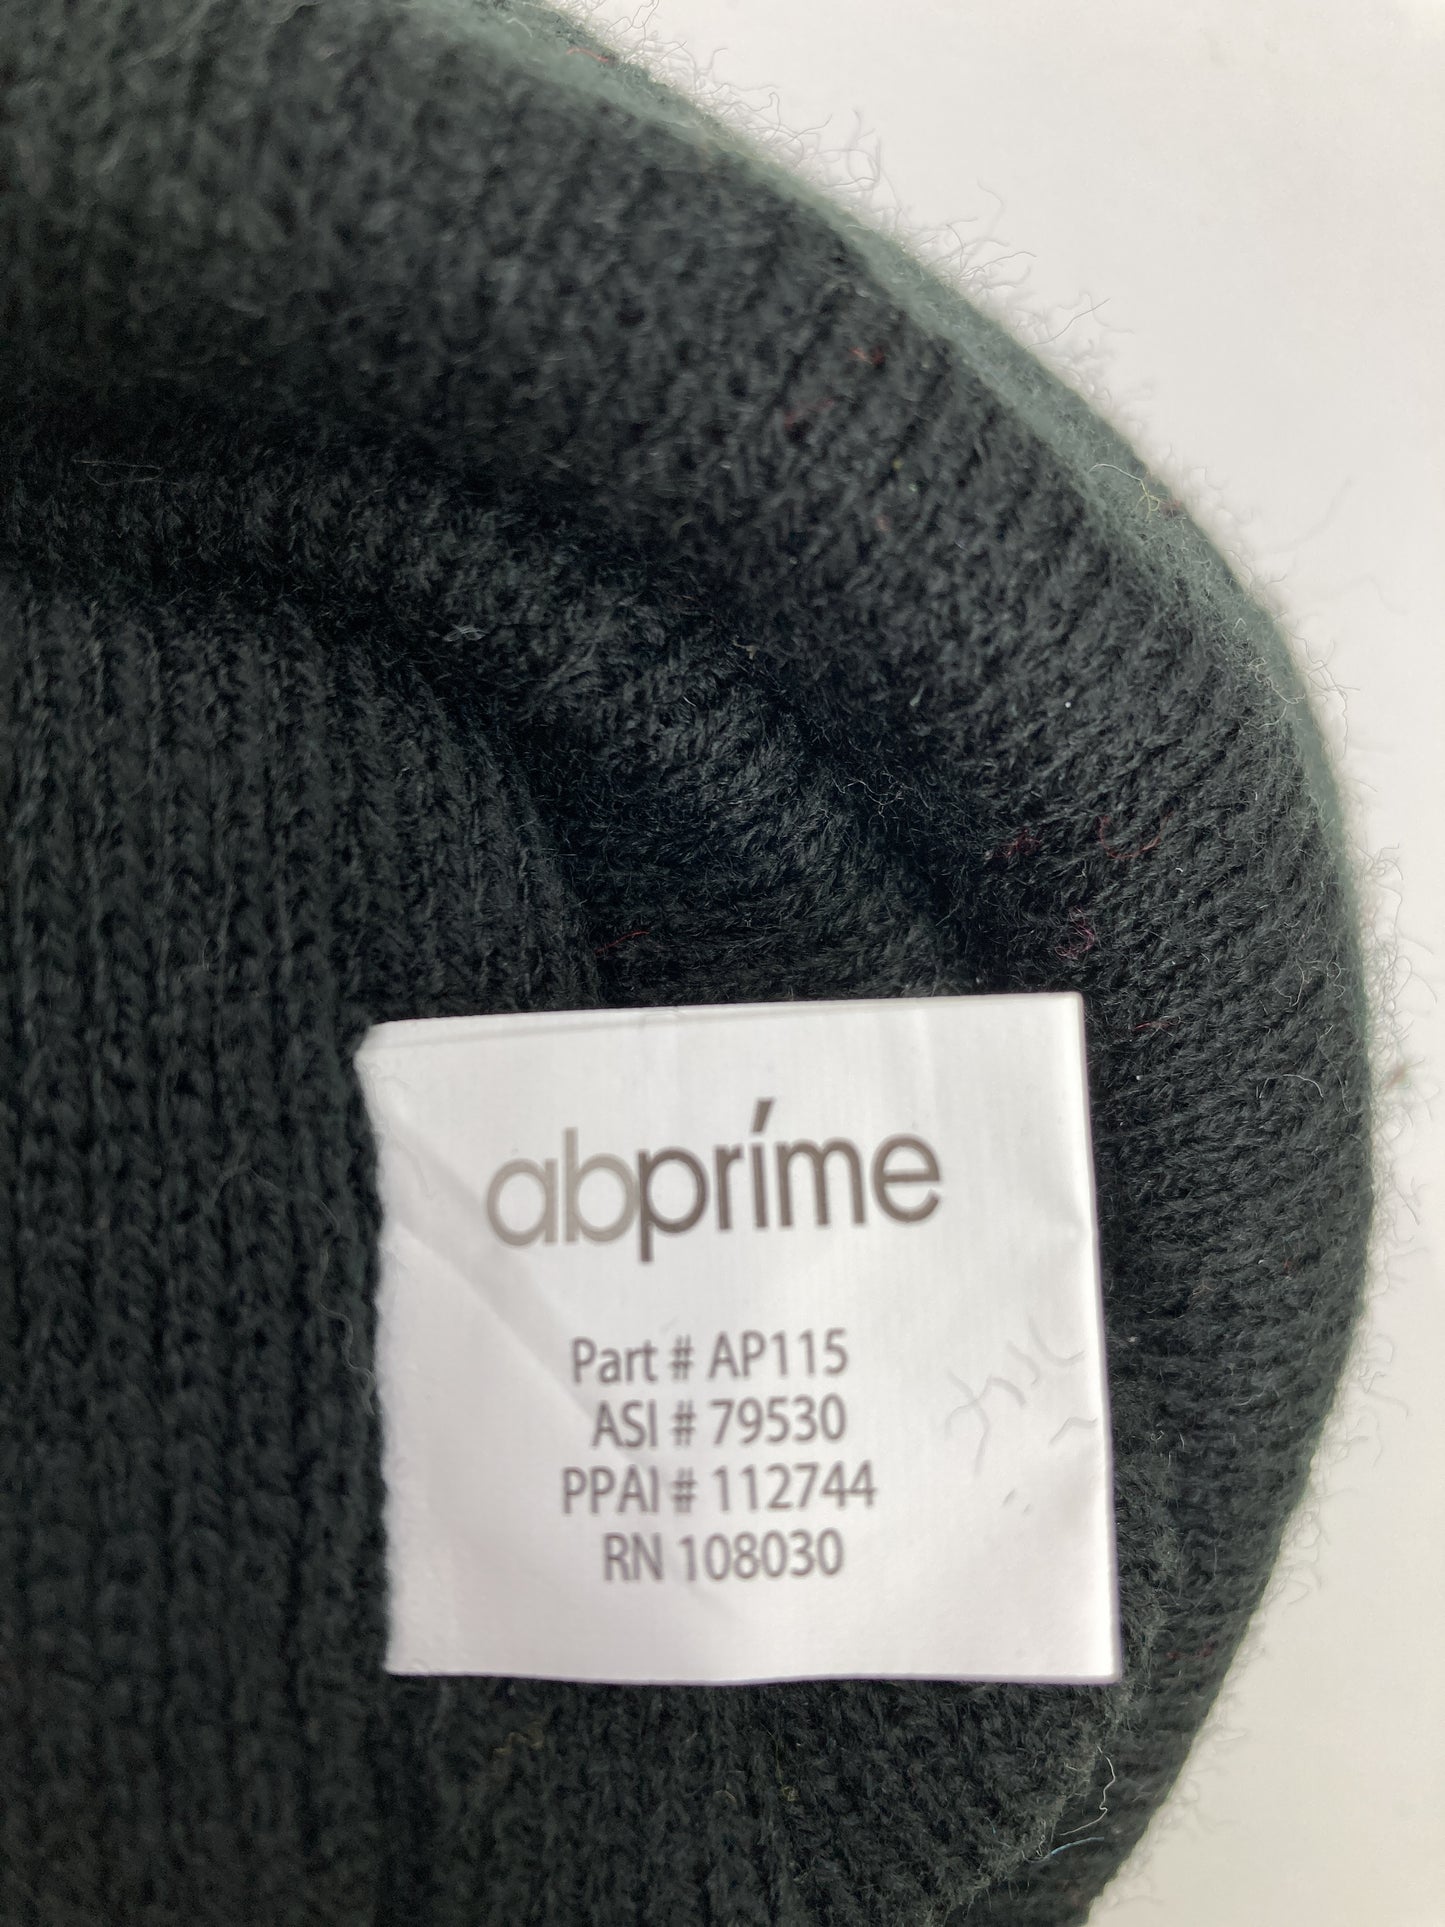 abpríme
Part # AP115
ASI # 79530
PPAI # 112744
RN 108030